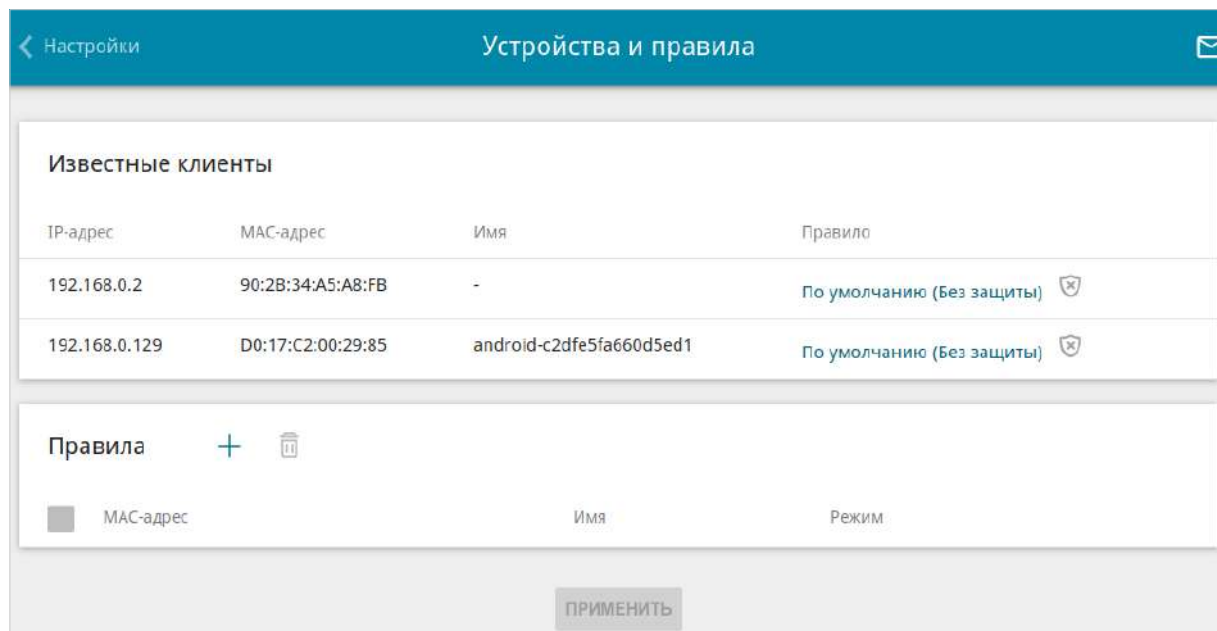 Настройки Устройства и правила
Известные клиенты
IP-адрес MAC-адрес Имя Правило
192.168.0.2 90:2B:34:A5:A8:FB - По умолчанию (Без защиты)
192.168.0.129 D0:17:C2:00:29:85 android-c2dfe5fa660d5ed1 По умолчанию (Без защиты)
Правила
MAC-адрес Имя Режим
ПРИМЕНИТЬ